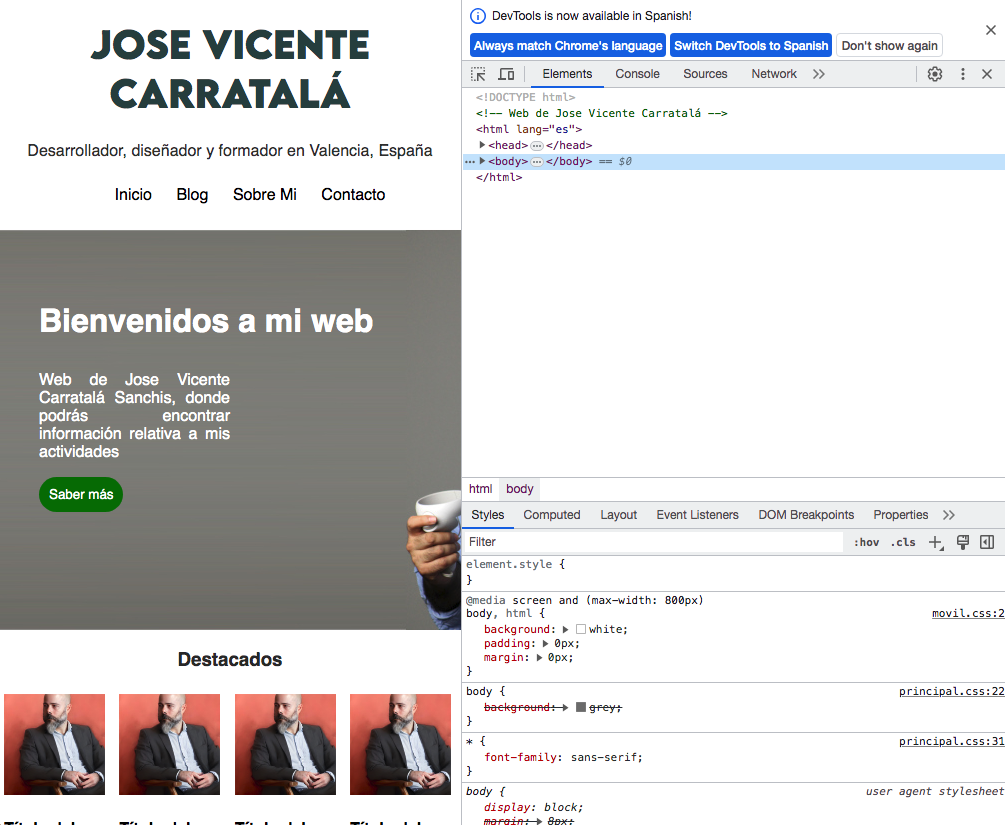 JOSE VICENTE
CARRATALÁ
Desarrollador, diseñador y formador en Valencia, España
Inicio Blog Sobre Mi Contacto
Bienvenidos a mi web
Web de Jose Vicente
Carratalá Sanchis, donde
podrás encontrar
información relativa a mis
actividades
Saber más
Destacados
DevTools is now available in Spanish!
Always match Chrome's language Switch DevTools to Spanish Don't show again
Elements Console Sources Network
<!DOCTYPE html>
<!-- Web de Jose Vicente Carratalá -->
<html lang="es">
<head> ⋯ </head>
<body> ⋯ </body> == $0
</html>
html body
Styles Computed Layout Event Listeners DOM Breakpoints Properties
Filter :hov .cls
element.style {
}
@media screen and (max-width: 800px)
body, html { movil.css:2
background: white;
padding: 0px;
margin: 0px;
}
body { principal.css:22
background: grey;
}
* { principal.css:31
font-family: sans-serif;
}
body { user agent stylesheet
display: block;
margin: 8px;